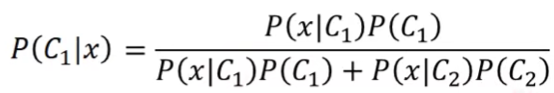 P(C₁|x) = P(x|C₁)P(C₁) / P(x|C₁)P(C₁) + P(x|C₂)P(C₂)